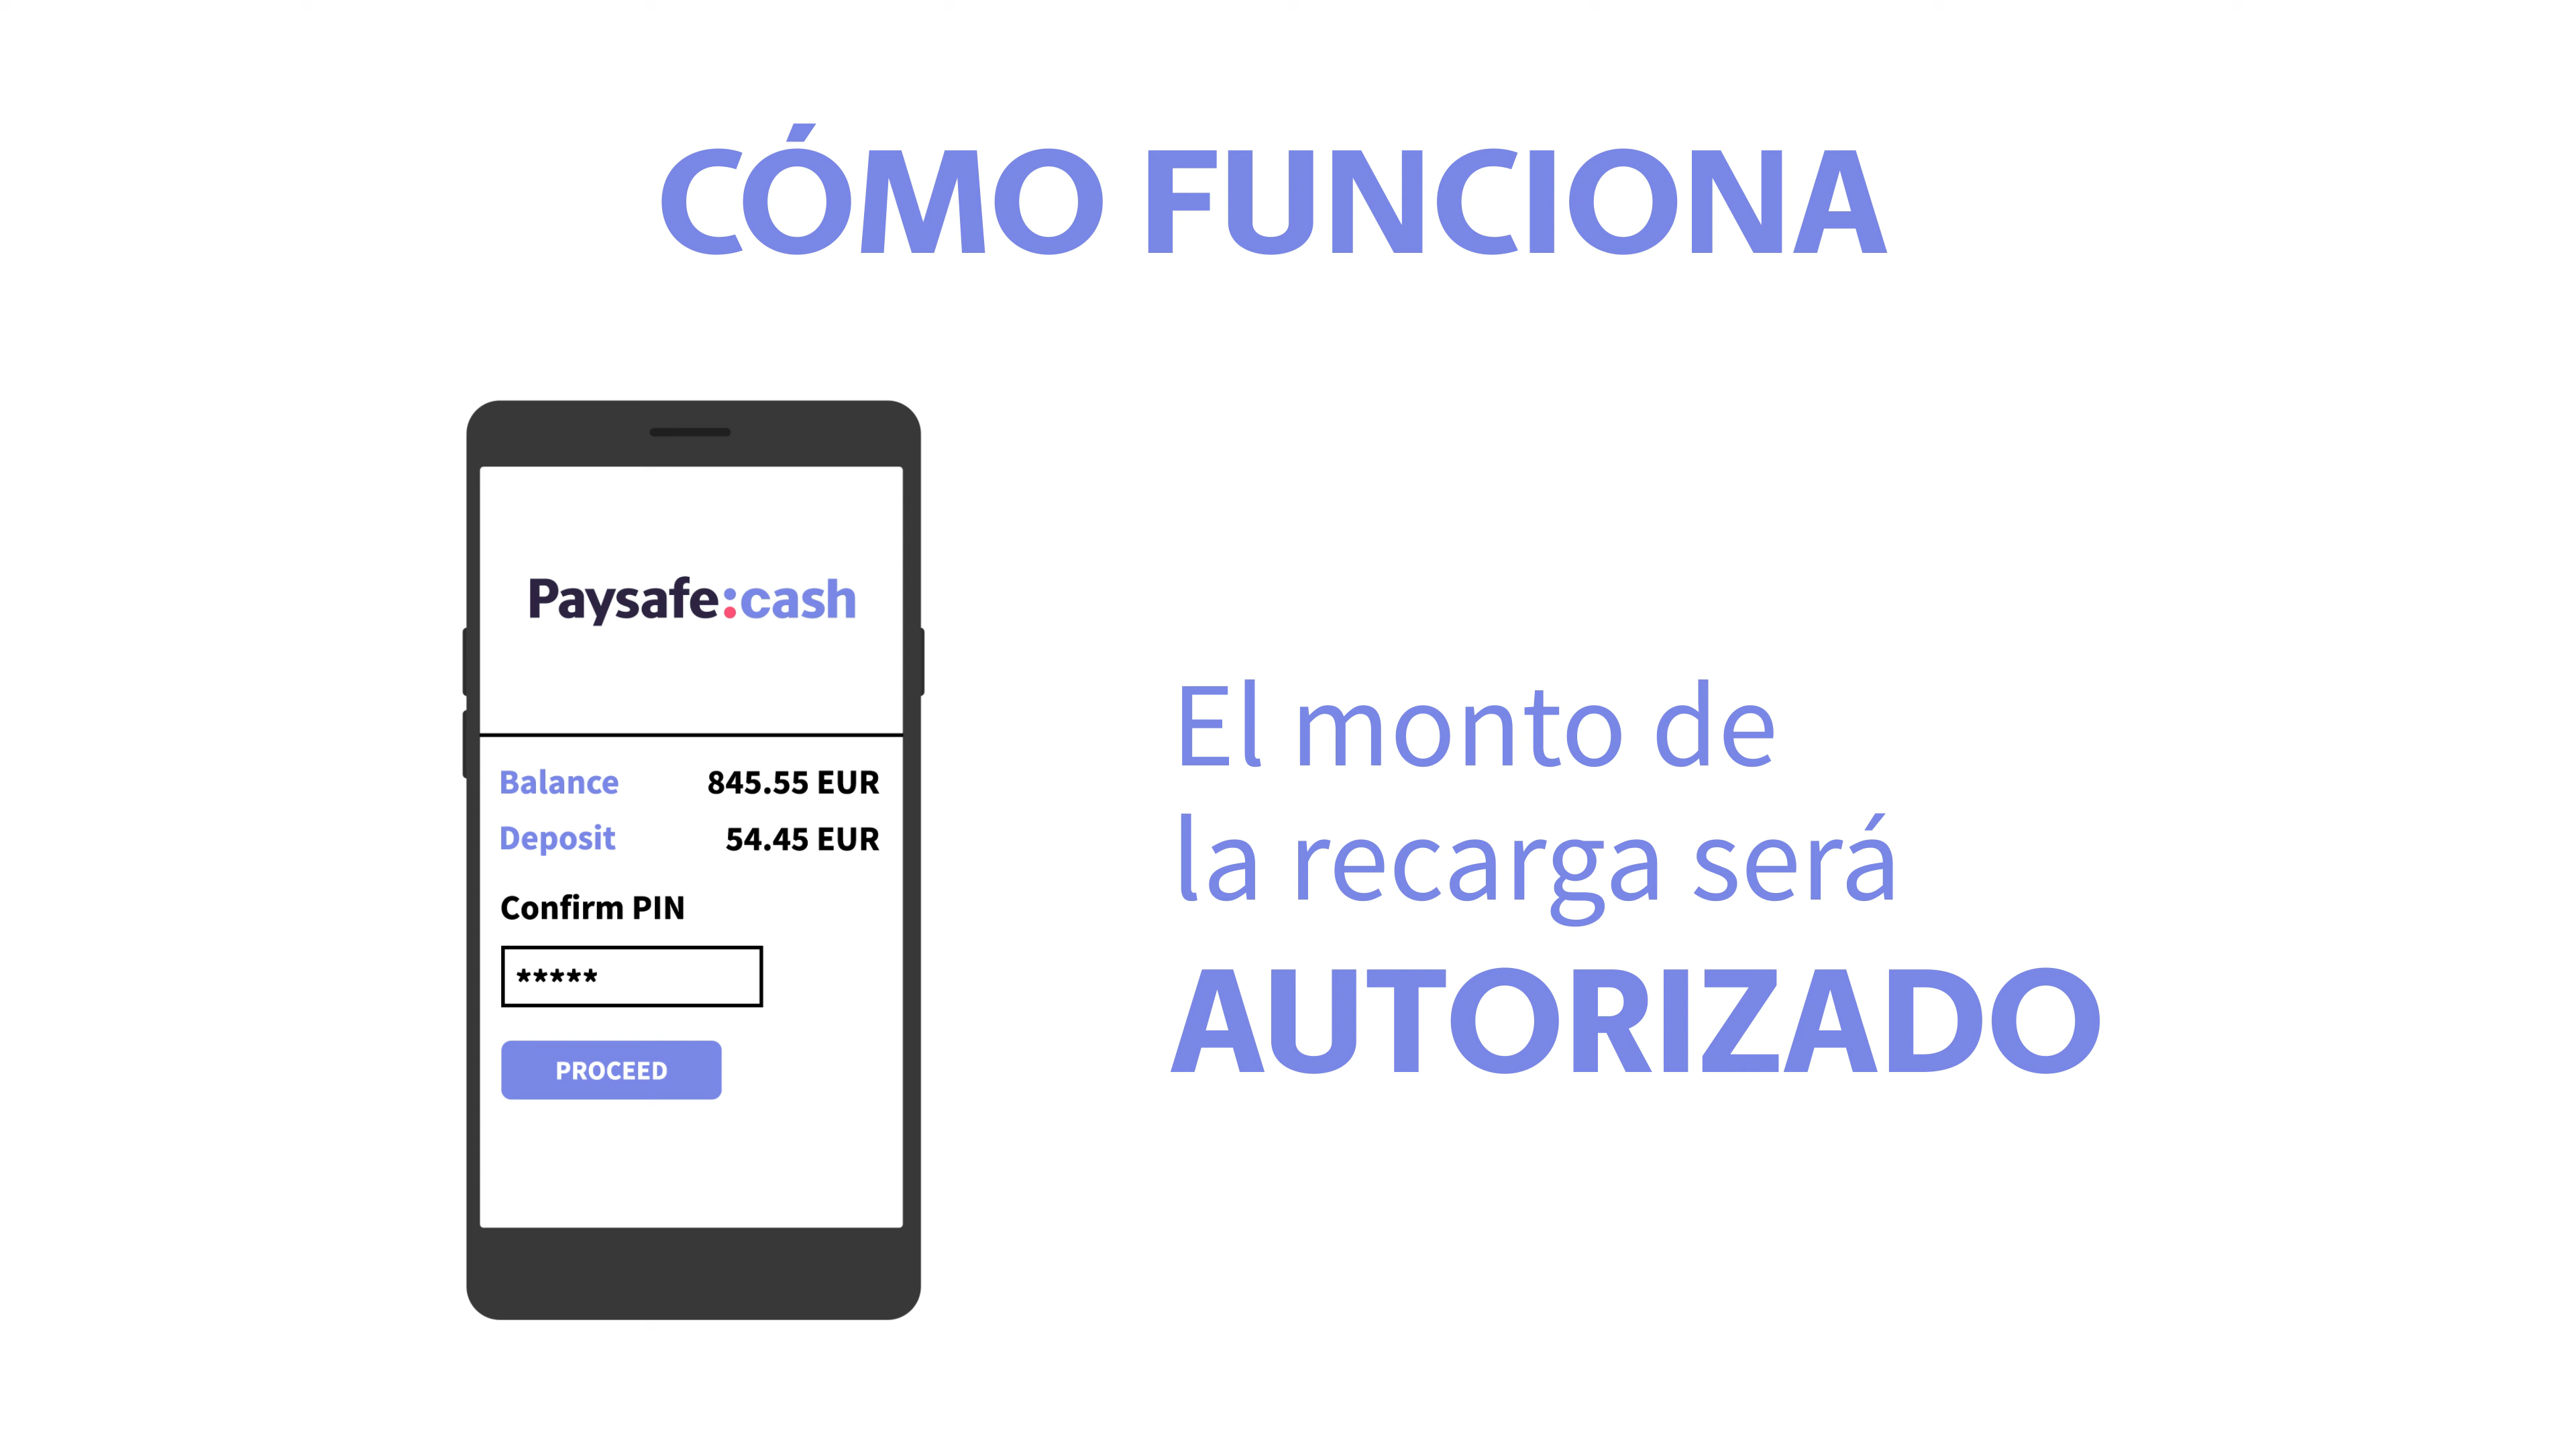 CÓMO FUNCIONA
Paysafe:cash
Balance 845.55 EUR
Deposit 54.45 EUR
Confirm PIN
*****
PROCEED
El monto de
la recarga será
AUTORIZADO